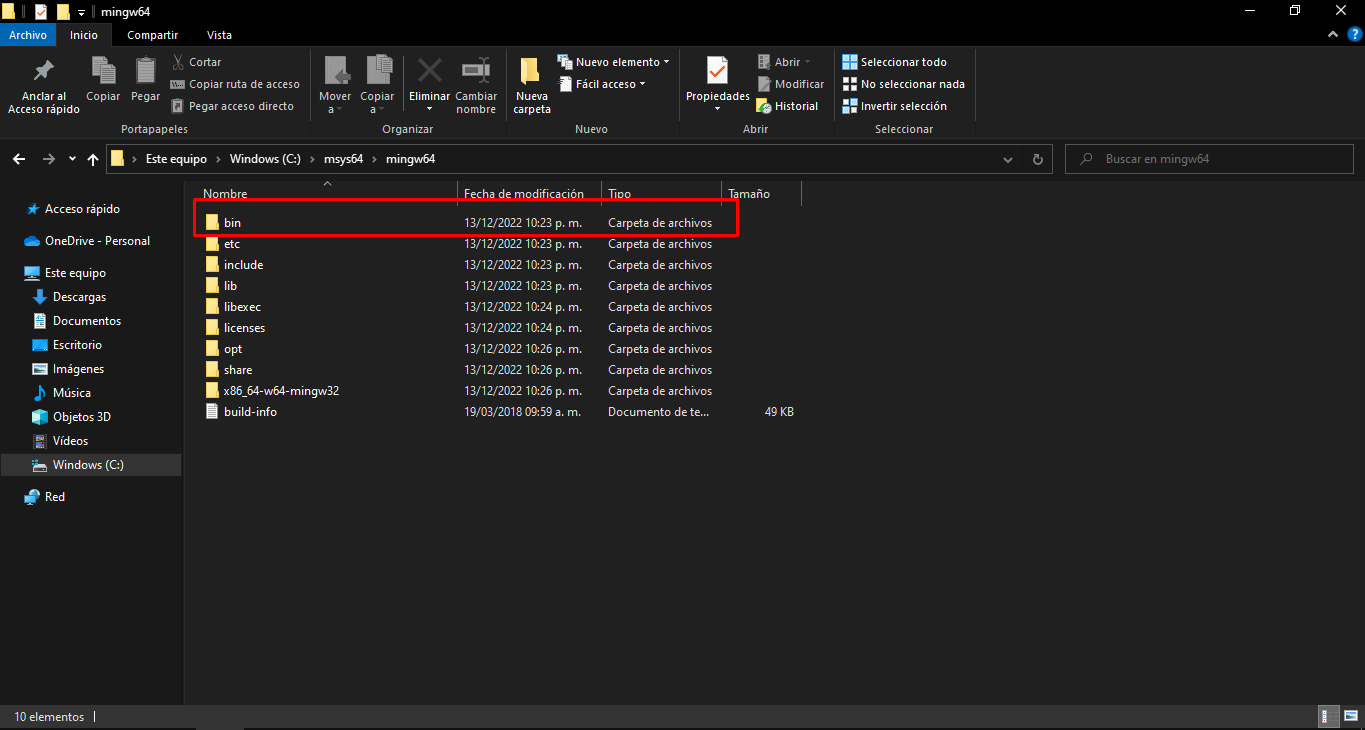 mingw64
Archivo Inicio Compartir Vista
Anclar al Acceso rápido
Copiar
Pegar
Cortar
Copiar ruta de acceso
Pegar acceso directo
Portapapeles
Mover a
Copiar a
Eliminar
Cambiar nombre
Organizar
Nueva carpeta
Nuevo elemento
Fácil acceso
Nuevo
Propiedades
Abrir
Modificar
Historial
Abrir
Seleccionar todo
No seleccionar nada
Invertir selección
Seleccionar
Este equipo > Windows (C:) > msys64 > mingw64
Buscar en mingw64
Acceso rápido
OneDrive - Personal
Este equipo
Descargas
Documentos
Escritorio
Imágenes
Música
Objetos 3D
Vídeos
Windows (C:)
Red
Nombre Fecha de modificación Tipo Tamaño
bin 13/12/2022 10:23 p. m. Carpeta de archivos
etc 13/12/2022 10:23 p. m. Carpeta de archivos
include 13/12/2022 10:23 p. m. Carpeta de archivos
lib 13/12/2022 10:23 p. m. Carpeta de archivos
libexec 13/12/2022 10:24 p. m. Carpeta de archivos
licenses 13/12/2022 10:24 p. m. Carpeta de archivos
opt 13/12/2022 10:26 p. m. Carpeta de archivos
share 13/12/2022 10:26 p. m. Carpeta de archivos
x86_64-w64-mingw32 13/12/2022 10:26 p. m. Carpeta de archivos
build-info 19/03/2018 09:59 a. m. Documento de te... 49 KB
10 elementos